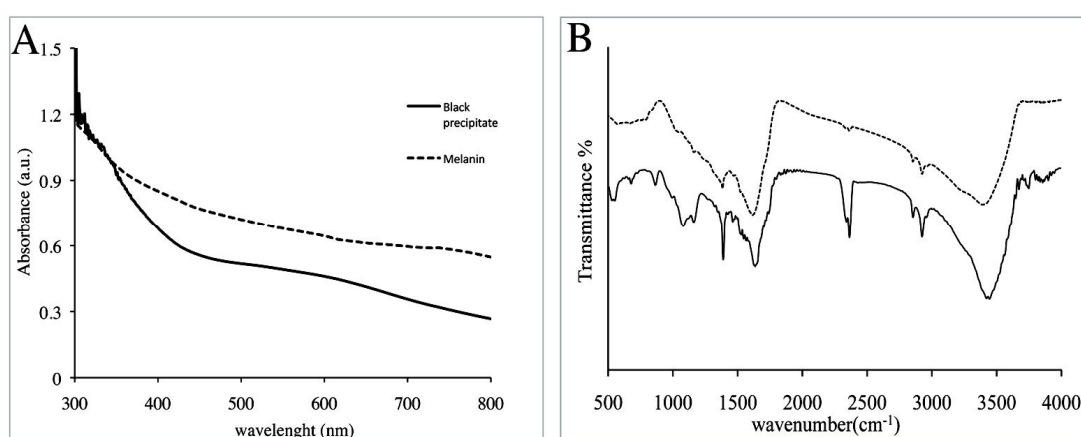 A
1.5
1.2
0.9
0.6
0.3
0
Absorbance (a.u.)
300 400 500 600 700 800
wavelenght (nm)
Black
precipitate
Melanin
B
Transmittance %
500 1000 1500 2000 2500 3000 3500 4000
wavenumber(cm⁻¹)